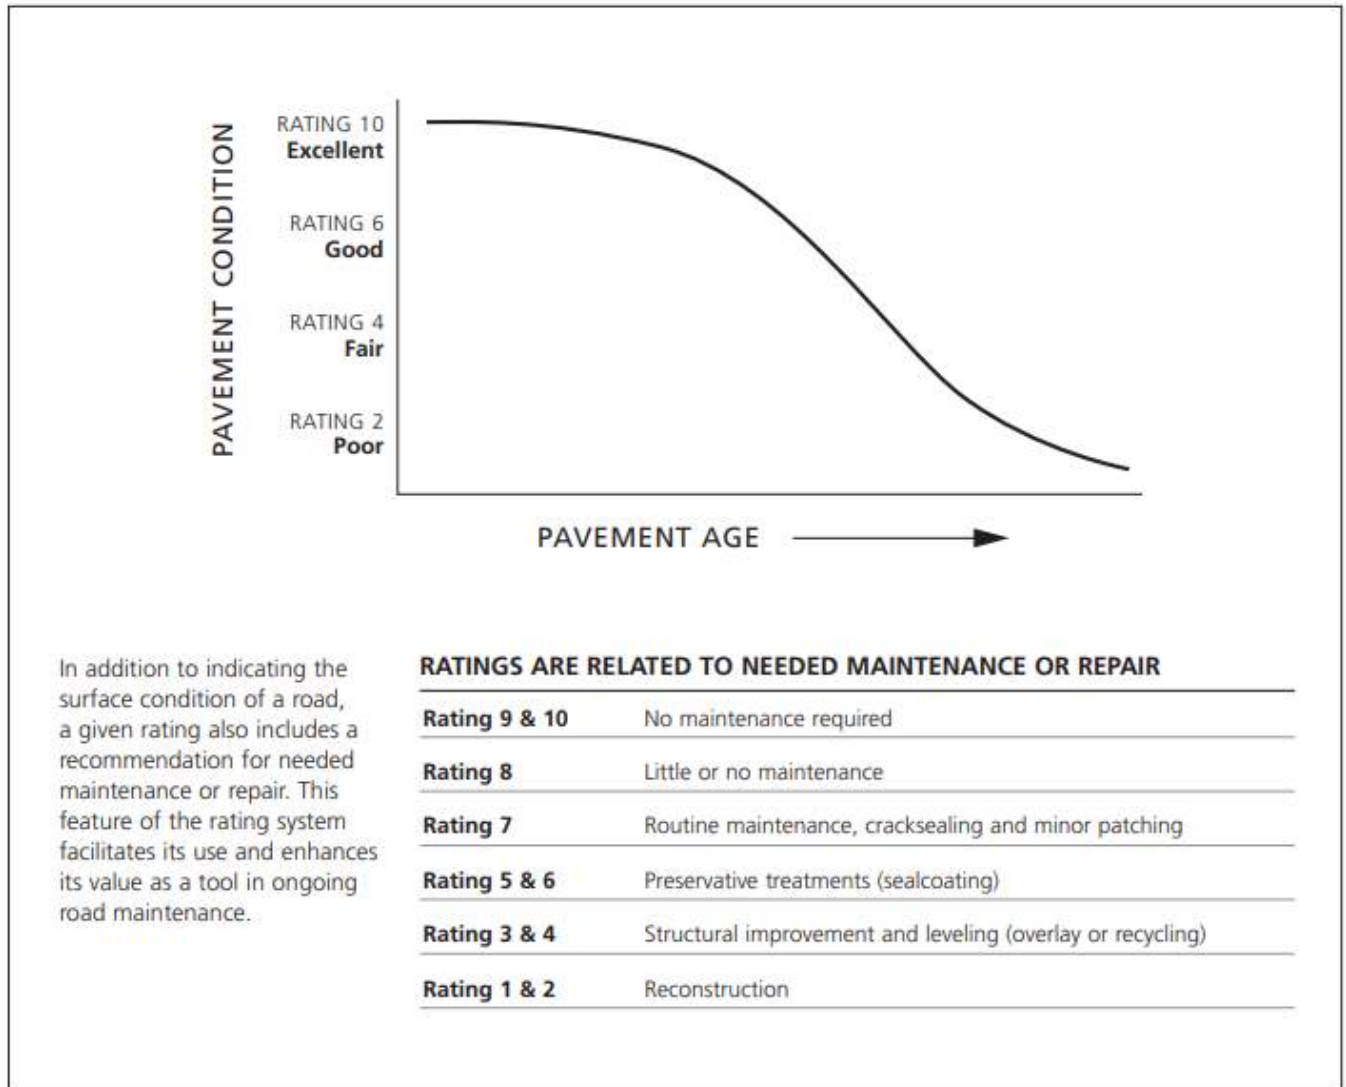 PAVEMENT CONDITION
RATING 10
Excellent
RATING 6
Good
RATING 4
Fair
RATING 2
Poor
PAVEMENT AGE
In addition to indicating the
surface condition of a road,
a given rating also includes a
recommendation for needed
maintenance or repair. This
feature of the rating system
facilitates its use and enhances
its value as a tool in ongoing
road maintenance.
RATINGS ARE RELATED TO NEEDED MAINTENANCE OR REPAIR
Rating 9 & 10 No maintenance required
Rating 8 Little or no maintenance
Rating 7 Routine maintenance, cracksealing and minor patching
Rating 5 & 6 Preservative treatments (sealcoating)
Rating 3 & 4 Structural improvement and leveling (overlay or recycling)
Rating 1 & 2 Reconstruction